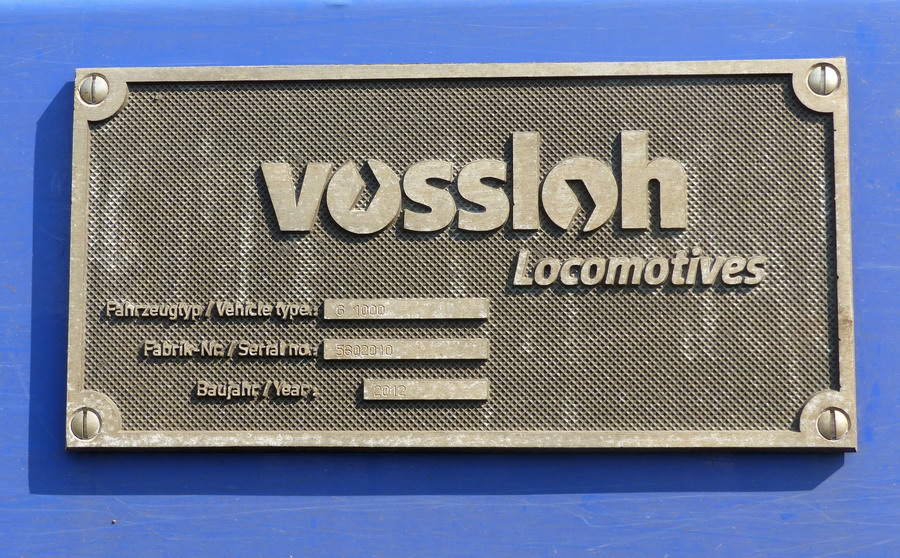 vossloh
Locomotives
Fahrzeugtyp / Vehicle type.: G 1000
Fabrik-Nr. / Serial no.: 5602010
Baujahr / Year.: 2012